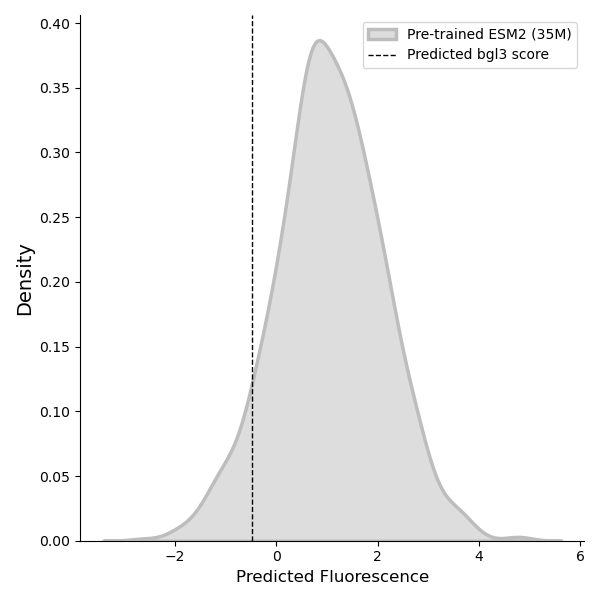 Pre-trained ESM2 (35M)
Predicted bgl3 score
0.40
0.35
0.30
0.25
0.20
0.15
0.10
0.05
0.00
Density
−2 0 2 4 6
Predicted Fluorescence